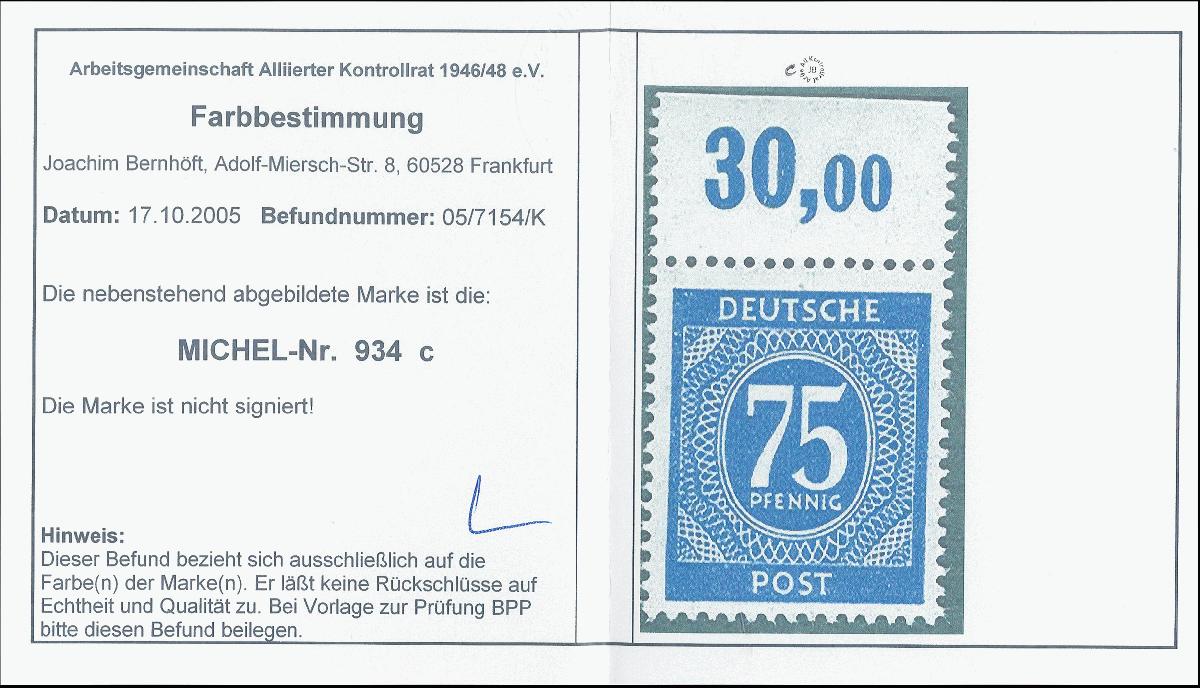 Arbeitsgemeinschaft Alliierter Kontrollrat 1946/48 e.V.
Farbbestimmung
Joachim Bernhöft, Adolf-Miersch-Str. 8, 60528 Frankfurt
Datum: 17.10.2005 Befundnummer: 05/7154/K
Die nebenstehend abgebildete Marke ist die:
MICHEL-Nr. 934 c
Die Marke ist nicht signiert!
Hinweis:
Dieser Befund bezieht sich ausschließlich auf die
Farbe(n) der Marke(n). Er läßt keine Rückschlüsse auf
Echtheit und Qualität zu. Bei Vorlage zur Prüfung BPP
bitte diesen Befund beilegen.
30,00
DEUTSCHE
75
PFENNIG
POST